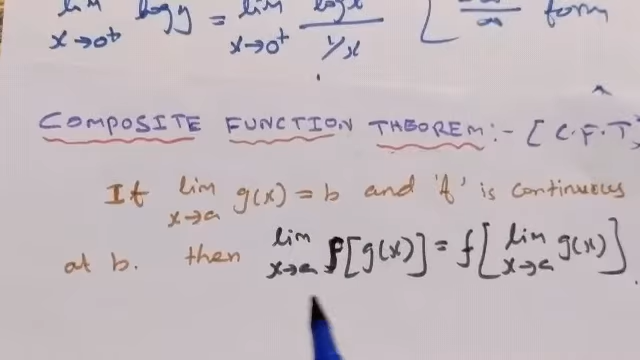 lim x→0⁺ log y = lim x→0⁺ log x / 1/x [ form
COMPOSITE FUNCTION THEOREM:- [C.F.T]
If lim x→a g(x) = b and 'f' is continuous
at b. then lim x→a f[g(x)] = f[lim x→a g(x)].